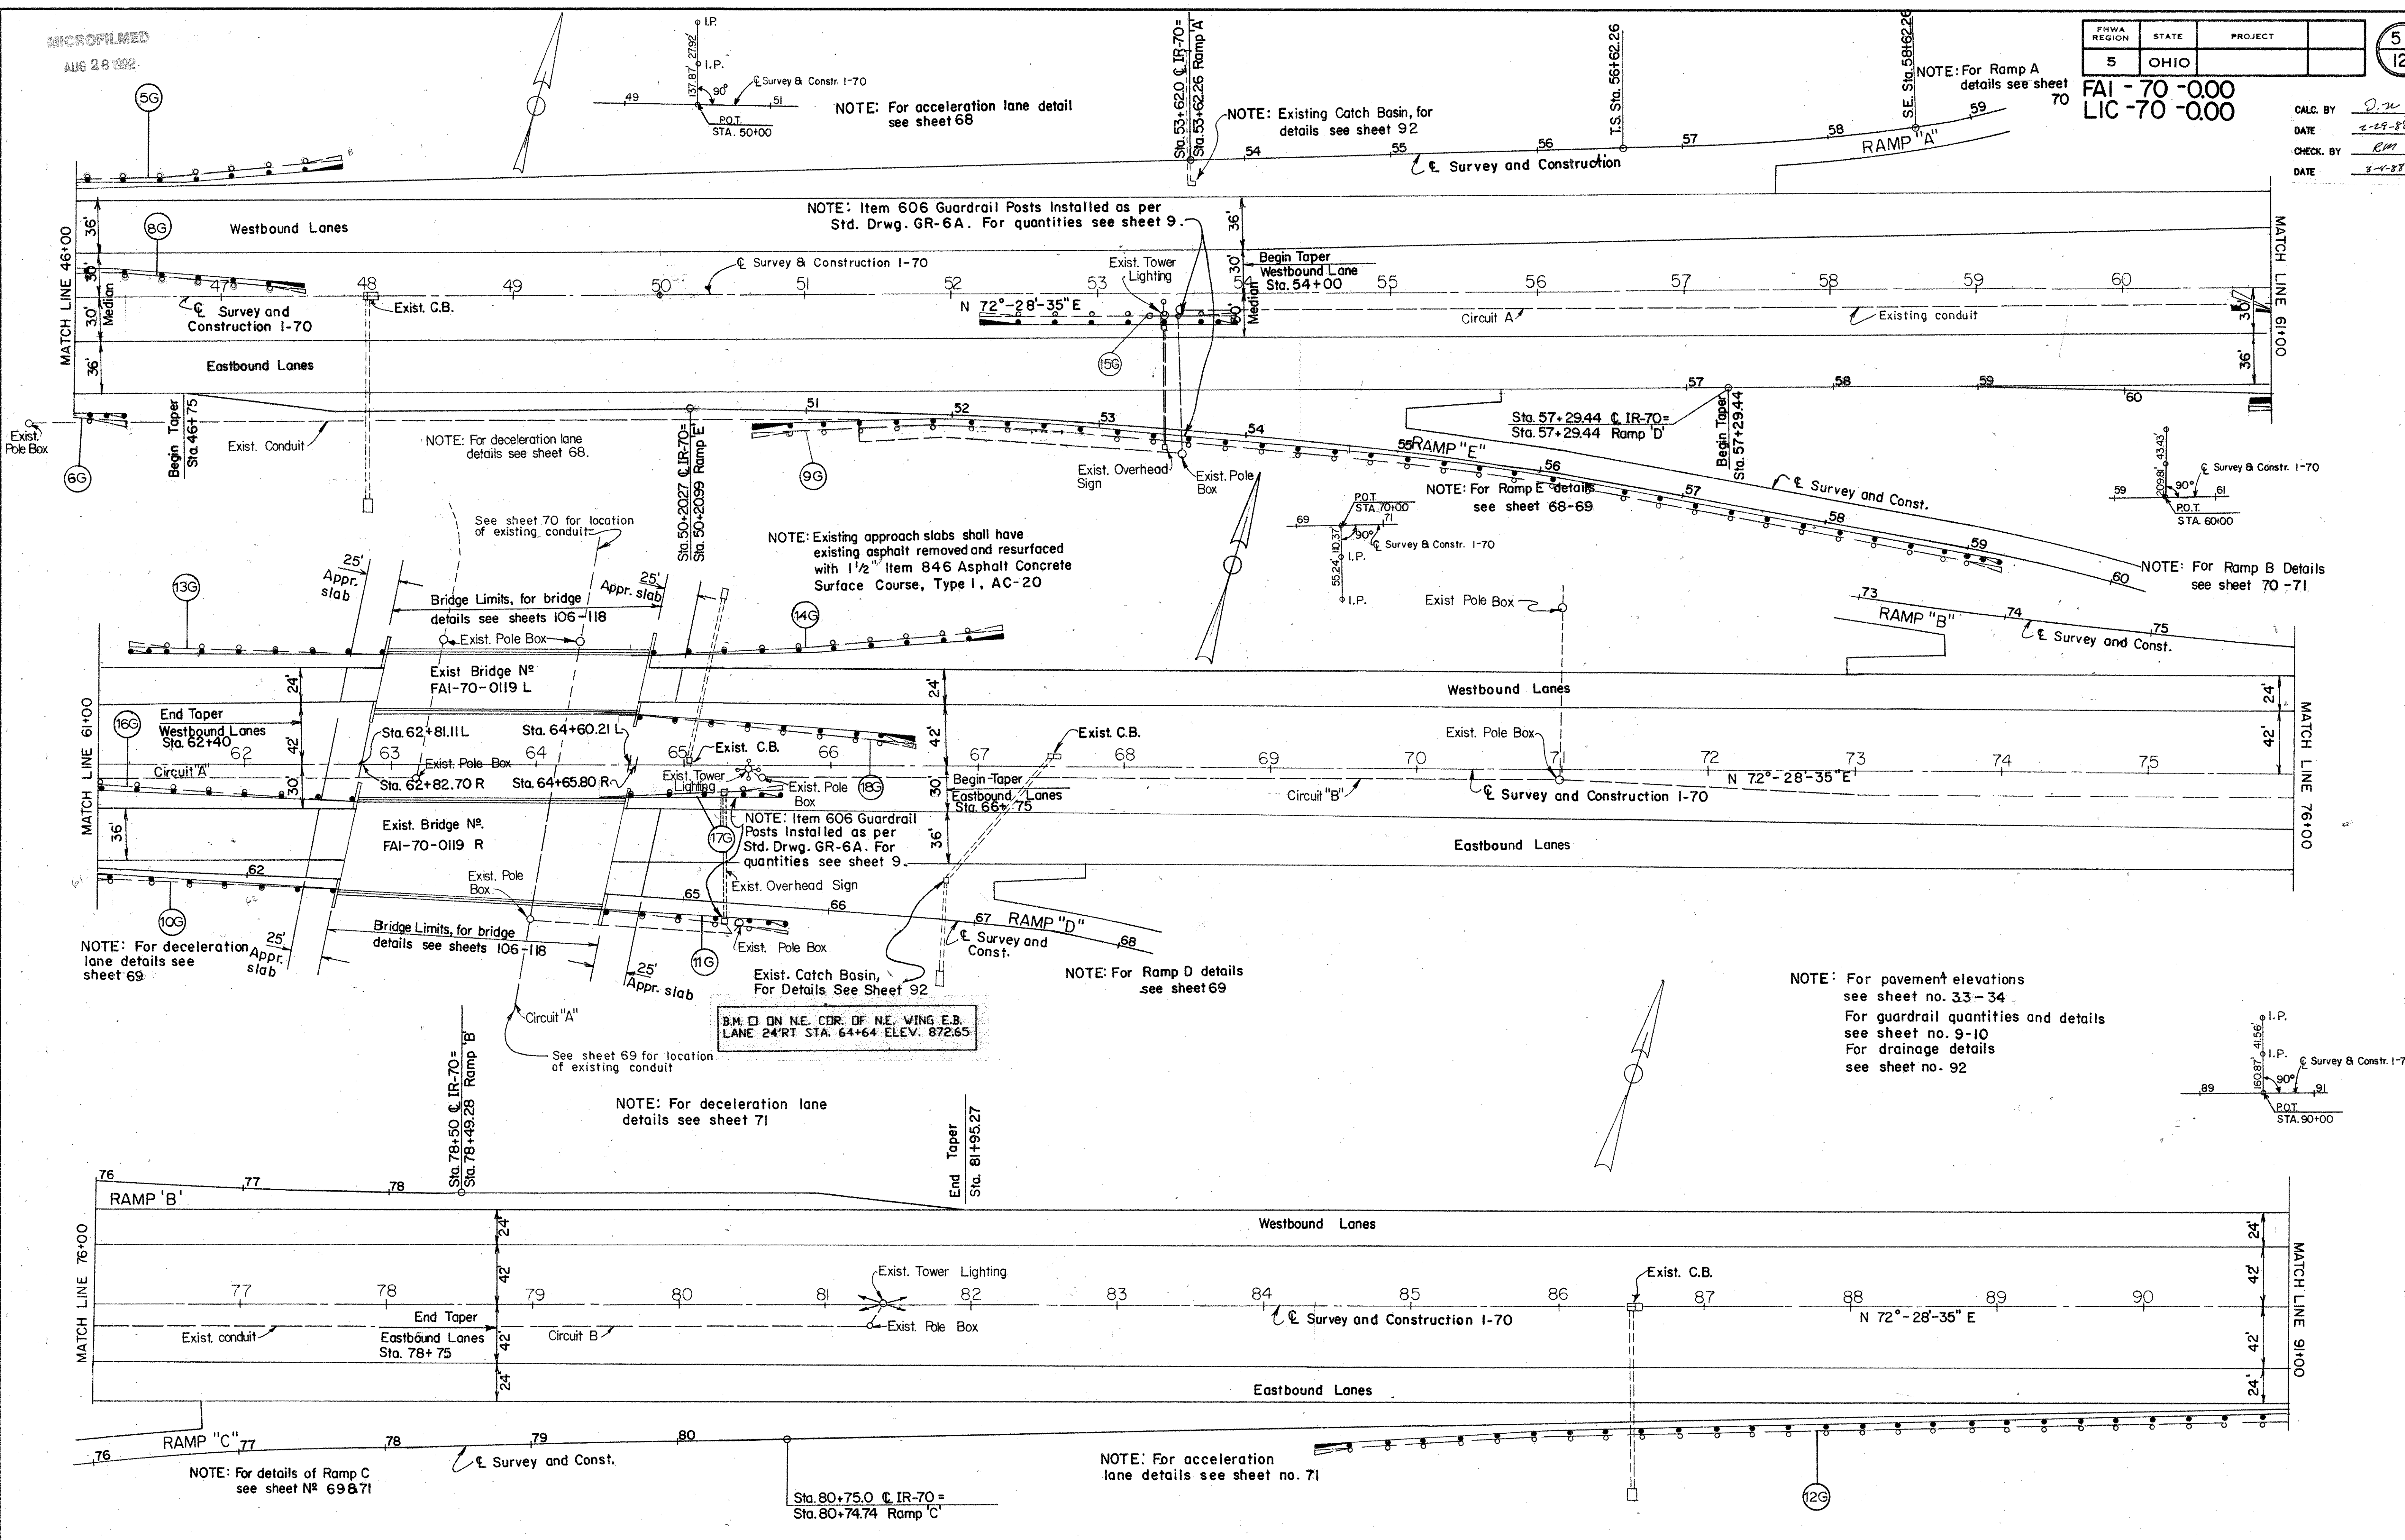 MICROFILMED
AUG 28 1992
FHWA REGION
STATE
PROJECT
5
OHIO
FAI - 70 - 0.00
LIC - 70 - 0.00
CALC. BY
DATE
CHECK. BY RM
DATE 3-4-88
5G
I.P.
137.87' 27.92'
I.P.
90°
℄ Survey & Constr. I-70
49
51
P.O.T.
STA. 50+00
NOTE: For acceleration lane detail
see sheet 68
Sta. 53+62.0 ℄ IR-70=
Sta. 53+62.26 Ramp 'A'
NOTE: Existing Catch Basin, for
details see sheet 92
T.S. Sta. 56+62.26
S.E. Sta. 58+62.26
NOTE: For Ramp A
details see sheet
70
54
55
56
57
58
59
℄ Survey and Construction
RAMP "A"
MATCH LINE 46+00
36'
30'
30'
Median
36'
8G
Westbound Lanes
NOTE: Item 606 Guardrail Posts Installed as per
Std. Drwg. GR-6A. For quantities see sheet 9.
36'
30'
30'
Median
Begin Taper
Westbound Lane
Sta. 54+00
Exist. Tower
Lighting
℄ Survey & Construction I-70
47
48
49
50
51
52
53
54
55
56
57
58
59
60
℄ Survey and
Construction I-70
Exist. C.B.
N 72°-28'-35" E
Circuit A
Existing conduit
15G
30'
36'
MATCH LINE 61+00
Eastbound Lanes
Exist.
Pole Box
6G
Begin Taper
Sta. 46+75
Exist. Conduit
NOTE: For deceleration lane
details see sheet 68.
Sta. 50+20.27 ℄ IR-70=
Sta. 50+20.99 Ramp 'E'
51
52
53
54
55
56
57
58
59
60
9G
Exist. Overhead
Sign
Exist. Pole
Box
RAMP "E"
NOTE: For Ramp E details
see sheet 68-69
57
58
59
60
Sta. 57+29.44 ℄ IR-70=
Sta. 57+29.44 Ramp 'D'
Begin Taper
Sta. 57+29.44
℄ Survey and Const.
209.81' 43.43'
90°
℄ Survey & Constr. I-70
59
61
P.O.T.
STA. 60+00
P.O.T.
STA. 70+00
69
71
90°
℄ Survey & Constr. I-70
55.24' 110.37'
I.P.
I.P.
See sheet 70 for location
of existing conduit
NOTE: Existing approach slabs shall have
existing asphalt removed and resurfaced
with 1 1/2" Item 846 Asphalt Concrete
Surface Course, Type I, AC-20
NOTE: For Ramp B Details
see sheet 70-71
13G
25'
Appr.
slab
Bridge Limits, for bridge
details see sheets 106-118
25'
Appr. slab
14G
Exist. Pole Box
Exist Pole Box
73
74
75
RAMP "B"
℄ Survey and Const.
Exist Bridge Nº
FAI-70-0119 L
MATCH LINE 61+00
24'
42'
30'
36'
24'
42'
30'
36'
Westbound Lanes
24'
42'
MATCH LINE 76+00
16G
End Taper
Westbound Lanes
Sta. 62+40
Sta. 62+81.11 L
Sta. 64+60.21 L
Exist. C.B.
Exist. C.B.
Exist. Pole Box
62
63
64
65
66
67
68
69
70
71
72
73
74
75
Circuit "A"
Exist. Pole Box
Sta. 62+82.70 R
Sta. 64+65.80 R
Exist. Tower
Lighting
Exist. Pole
Box
18G
Begin Taper
Eastbound Lanes
Sta. 66+75
Circuit "B"
℄ Survey and Construction I-70
N 72°-28'-35" E
17G
NOTE: Item 606 Guardrail
Posts Installed as per
Std. Drwg. GR-6A. For
quantities see sheet 9.
Exist. Bridge Nº.
FAI-70-0119 R
Eastbound Lanes
61
62
62
10G
Exist. Pole
Box
Exist. Overhead Sign
65
66
67
68
RAMP "D"
℄ Survey and
Const.
NOTE: For deceleration
lane details see
sheet 69
25'
Appr.
slab
Bridge Limits, for bridge
details see sheets 106-118
25'
Appr. slab
11G
Exist. Pole Box
Exist. Catch Basin,
For Details See Sheet 92
NOTE: For Ramp D details
see sheet 69
B.M. □ ON N.E. COR. OF N.E. WING E.B.
LANE 24'RT STA. 64+64 ELEV. 872.65
Circuit "A"
See sheet 69 for location
of existing conduit
NOTE: For pavement elevations
see sheet no. 33-34
For guardrail quantities and details
see sheet no. 9-10
For drainage details
see sheet no. 92
I.P.
160.87' 41.56'
I.P.
90°
℄ Survey & Constr. I-7
89
91
P.O.T.
STA. 90+00
Sta. 78+50 ℄ IR-70=
Sta. 78+49.28 Ramp 'B'
NOTE: For deceleration lane
details see sheet 71
End Taper
Sta. 81+95.27
76
77
78
RAMP 'B'
MATCH LINE 76+00
24'
42'
42'
24'
Westbound Lanes
24'
42'
42'
24'
MATCH LINE 91+00
Exist. Tower Lighting
Exist. C.B.
77
78
79
80
81
82
83
84
85
86
87
88
89
90
Exist. conduit
End Taper
Eastbound Lanes
Sta. 78+75
Circuit B
Exist. Pole Box
℄ Survey and Construction I-70
N 72°-28'-35" E
Eastbound Lanes
76
77
78
79
80
RAMP "C"
℄ Survey and Const.
NOTE: For details of Ramp C
see sheet Nº 69&71
Sta. 80+75.0 ℄ IR-70=
Sta. 80+74.74 Ramp 'C'
NOTE: For acceleration
lane details see sheet no. 71
12G